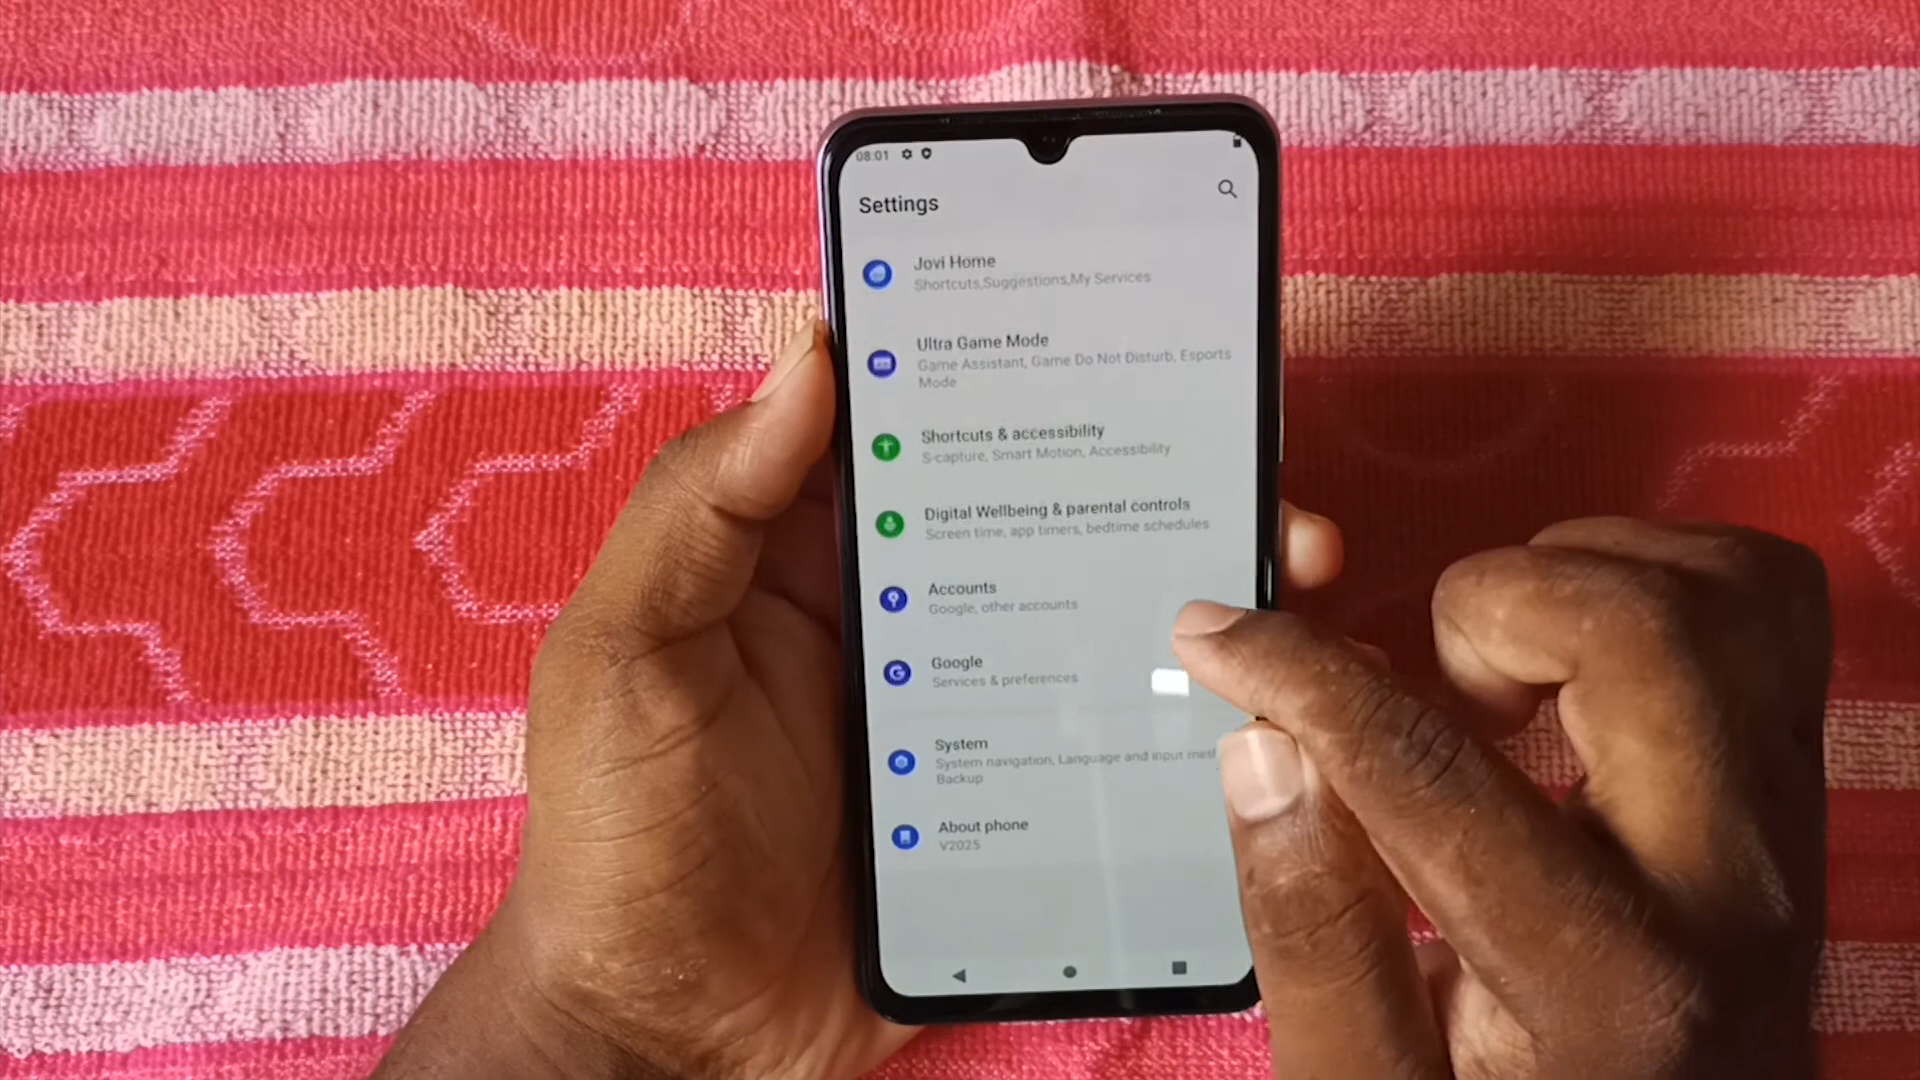 08:01
Settings
Jovi Home
Shortcuts,Suggestions,My Services
Ultra Game Mode
Game Assistant, Game Do Not Disturb, Esports
Mode
Shortcuts & accessibility
S-capture, Smart Motion, Accessibility
Digital Wellbeing & parental controls
Screen time, app timers, bedtime schedules
Accounts
Google, other accounts
Google
Services & preferences
System
System navigation, Language and input
Backup
About phone
V2025